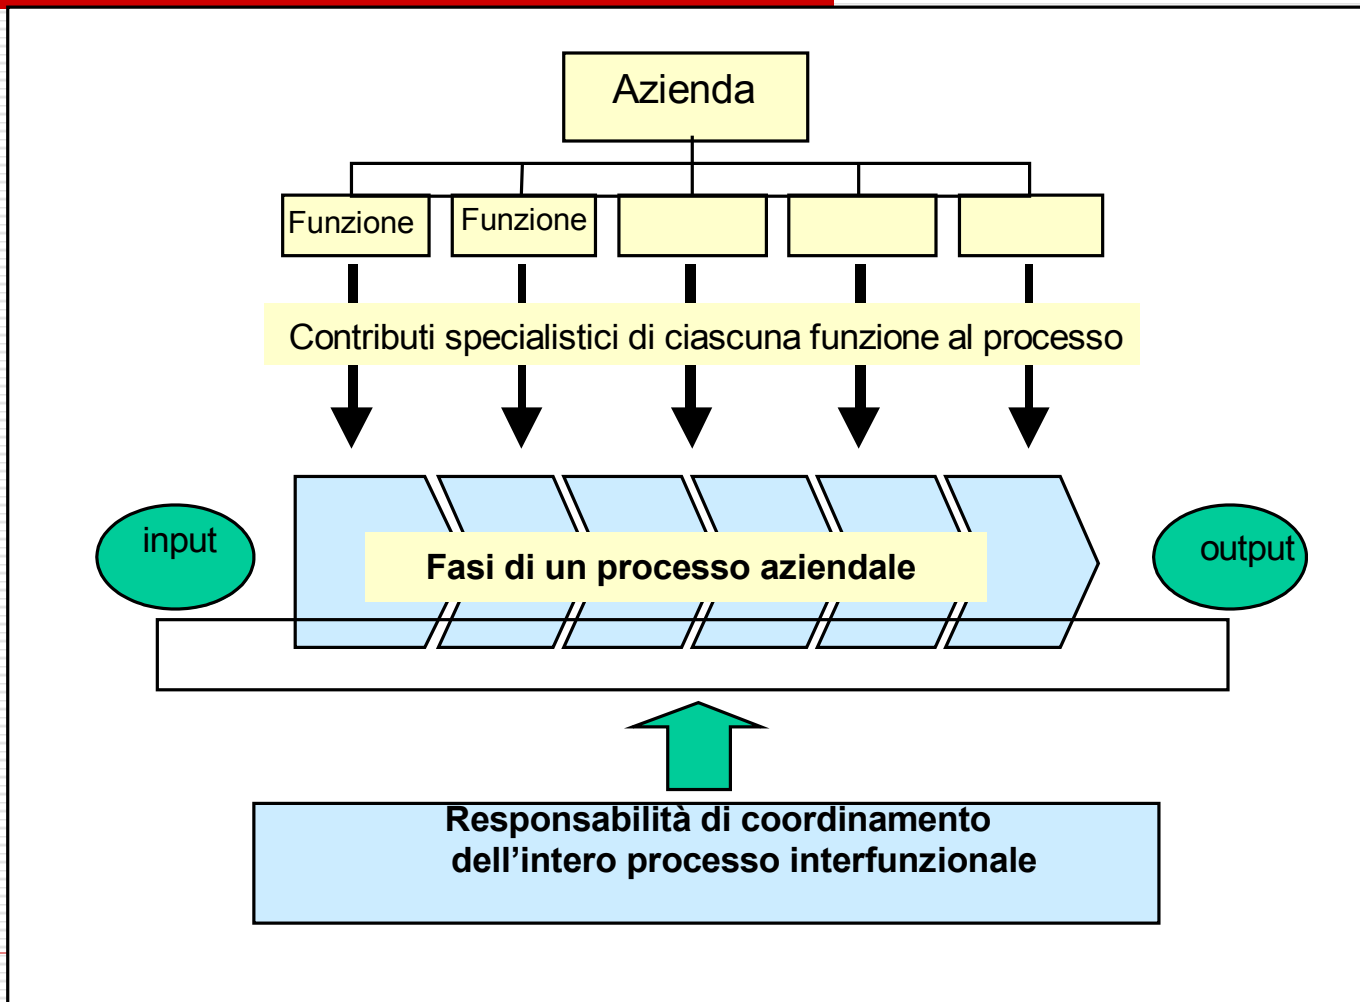 Azienda
Funzione
Funzione
Contributi specialistici di ciascuna funzione al processo
input
Fasi di un processo aziendale
output
Responsabilità di coordinamento
dell’intero processo interfunzionale